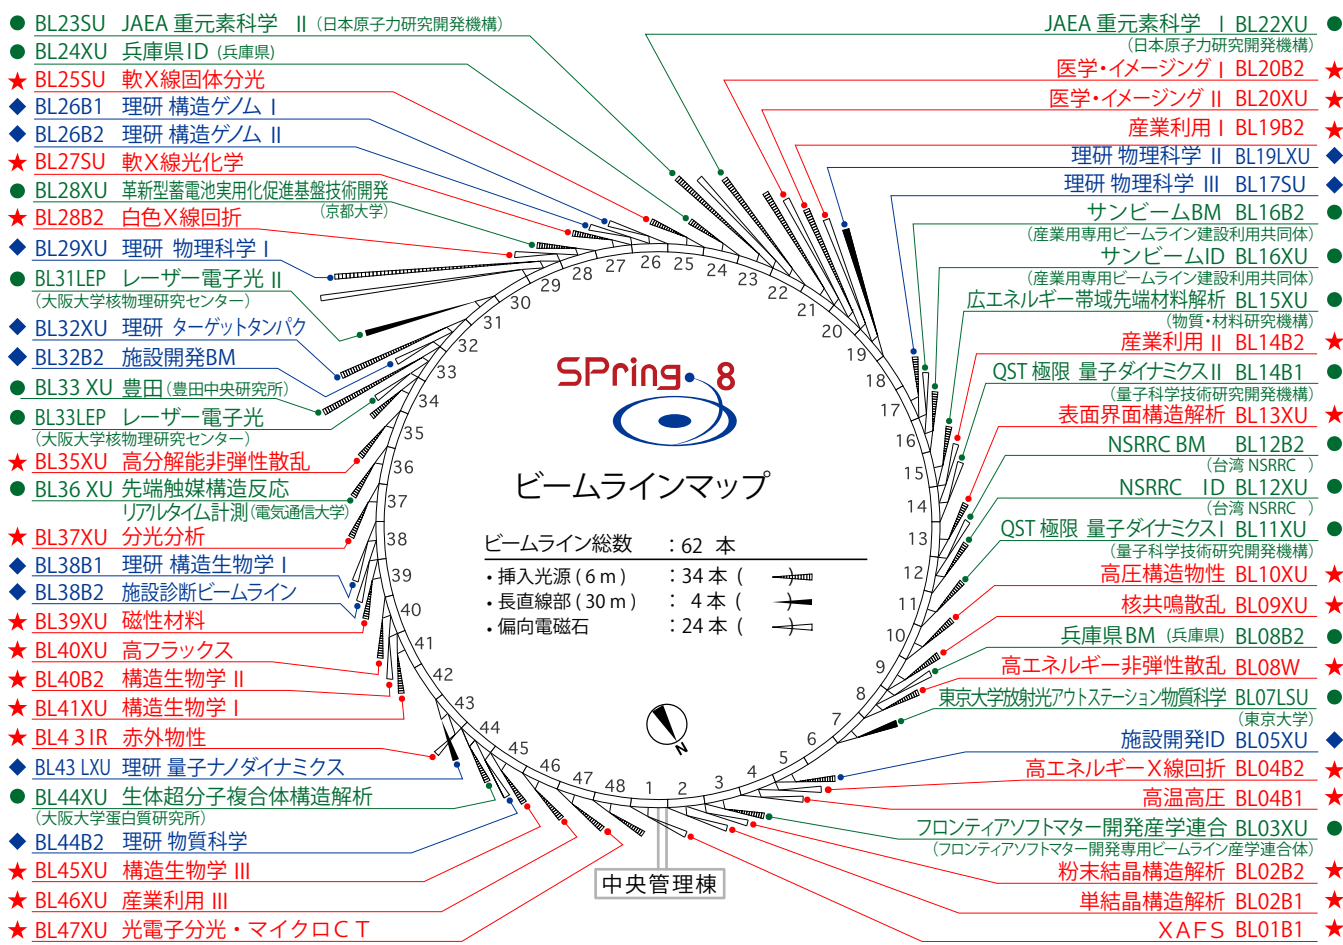 BL23SU JAEA 重元素科学 II (日本原子力研究開発機構)
BL24XU 兵庫県ID (兵庫県)
BL25SU 軟X線固体分光
BL26B1 理研 構造ゲノム I
BL26B2 理研 構造ゲノム II
BL27SU 軟X線光化学
BL28XU 革新型蓄電池実用化促進基盤技術開発
(京都大学)
BL28B2 白色X線回折
BL29XU 理研 物理科学 I
BL31LEP レーザー電子光 II
(大阪大学核物理研究センター)
BL32XU 理研 ターゲットタンパク
BL32B2 施設開発BM
BL33 XU 豊田 (豊田中央研究所)
BL33LEP レーザー電子光
(大阪大学核物理研究センター)
BL35XU 高分解能非弾性散乱
BL36 XU 先端触媒構造反応
リアルタイム計測 (電気通信大学)
BL37XU 分光分析
BL38B1 理研 構造生物学 I
BL38B2 施設診断ビームライン
BL39XU 磁性材料
BL40XU 高フラックス
BL40B2 構造生物学 II
BL41XU 構造生物学 I
BL4 3 IR 赤外物性
BL43 LXU 理研 量子ナノダイナミクス
BL44XU 生体超分子複合体構造解析
(大阪大学蛋白質研究所)
BL44B2 理研 物質科学
BL45XU 構造生物学 III
BL46XU 産業利用 III
BL47XU 光電子分光・マイクロCT
JAEA 重元素科学 I BL22XU
(日本原子力研究開発機構)
医学・イメージング I BL20B2
医学・イメージング II BL20XU
産業利用 I BL19B2
理研 物理科学 II BL19LXU
理研 物理科学 III BL17SU
サンビームBM BL16B2
(産業用専用ビームライン建設利用共同体)
サンビームID BL16XU
(産業用専用ビームライン建設利用共同体)
広エネルギー帯域先端材料解析 BL15XU
(物質・材料研究機構)
産業利用 II BL14B2
QST 極限 量子ダイナミクスII BL14B1
(量子科学技術研究開発機構)
表面界面構造解析 BL13XU
NSRRC BM BL12B2
(台湾 NSRRC )
NSRRC ID BL12XU
(台湾 NSRRC )
QST 極限 量子ダイナミクスI BL11XU
(量子科学技術研究開発機構)
高圧構造物性 BL10XU
核共鳴散乱 BL09XU
兵庫県BM (兵庫県) BL08B2
高エネルギー非弾性散乱 BL08W
東京大学放射光アウトステーション物質科学 BL07LSU
(東京大学)
施設開発ID BL05XU
高エネルギーX線回折 BL04B2
高温高圧 BL04B1
フロンティアソフトマター開発産学連合 BL03XU
(フロンティアソフトマター開発専用ビームライン産学連合体)
粉末結晶構造解析 BL02B2
単結晶構造解析 BL02B1
XAFS BL01B1
SPring-8
ビームラインマップ
ビームライン総数 : 62 本
・挿入光源 ( 6 m ) : 34 本 ( )
・長直線部 ( 30 m ) : 4 本 ( )
・偏向電磁石 : 24 本 ( )
N
中央管理棟
1
2
3
4
5
6
7
8
9
10
11
12
13
14
15
16
17
18
19
20
21
22
23
24
25
26
27
28
29
30
31
32
33
34
35
36
37
38
39
40
41
42
43
44
45
46
47
48